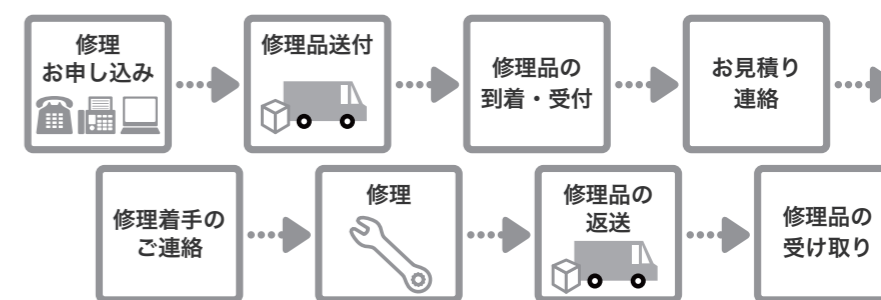 修理
お申し込み
修理品送付
修理品の
到着・受付
お見積り
連絡
修理着手の
ご連絡
修理
修理品の
返送
修理品の
受け取り